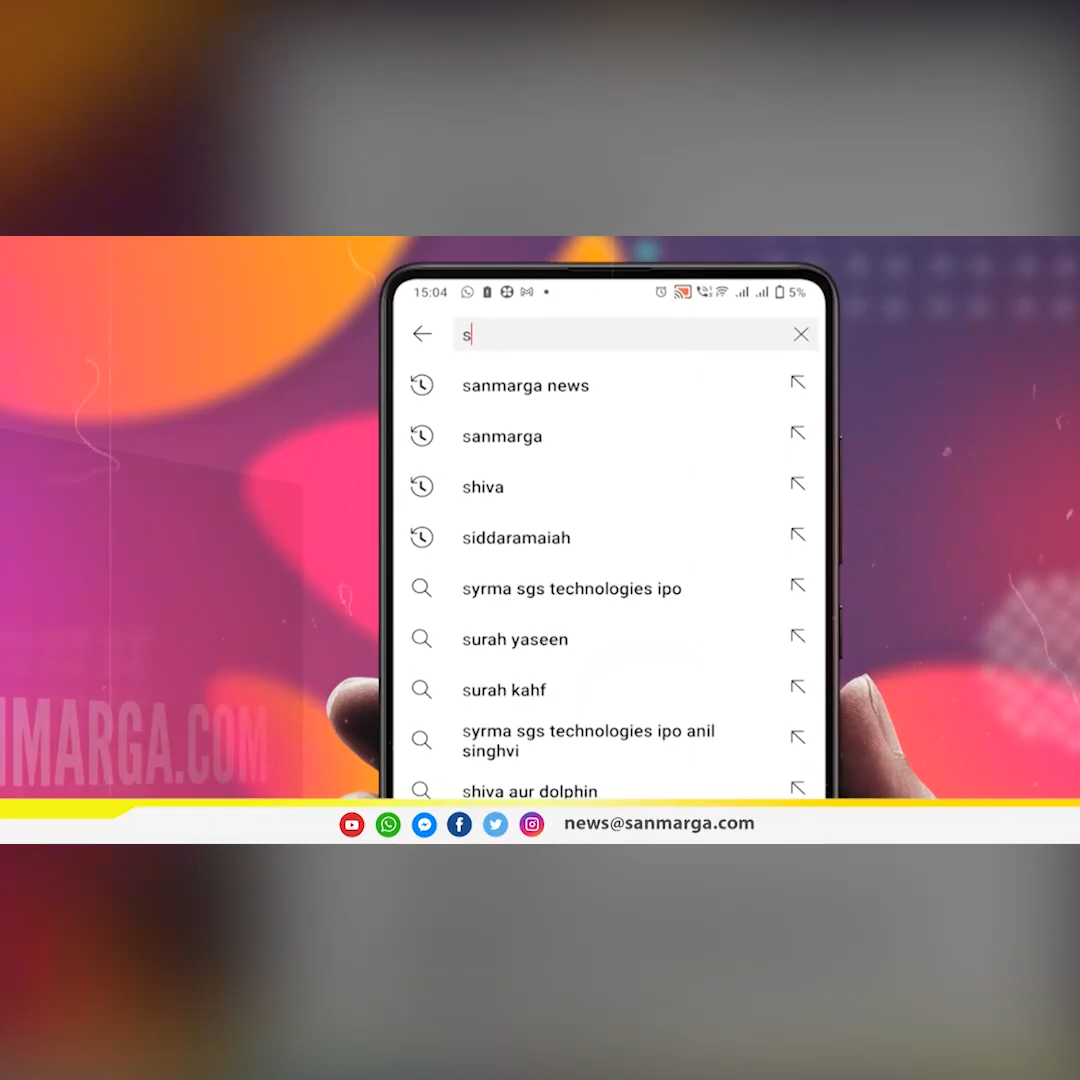 15:04
5%
s
sanmarga news
sanmarga
shiva
siddaramaiah
syrma sgs technologies ipo
surah yaseen
surah kahf
syrma sgs technologies ipo anil
singhvi
shiva aur dolphin
NMARGA.COM
news@sanmarga.com